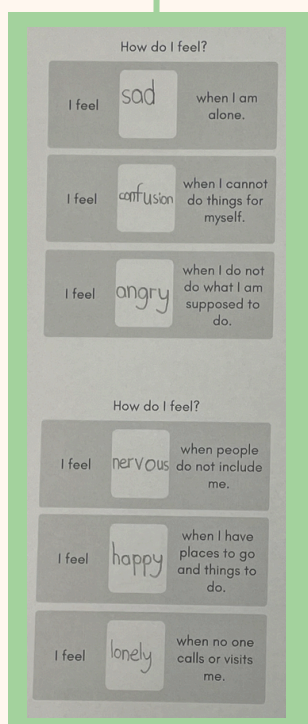 How do I feel?
I feel sad when I am
alone.
I feel confusion when I cannot
do things for
myself.
I feel angry when I do not
do what I am
supposed to
do.
How do I feel?
I feel nervous when people
do not include
me.
I feel happy when I have
places to go
and things to
do.
I feel lonely when no one
calls or visits
me.